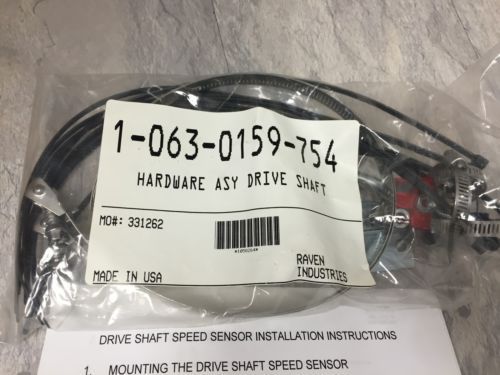 1-063-0159-754
HARDWARE ASY DRIVE SHAFT
MO#: 331262
MADE IN USA
RAVEN
INDUSTRIES
DRIVE SHAFT SPEED SENSOR INSTALLATION INSTRUCTIONS
1. MOUNTING THE DRIVE SHAFT SPEED SENSOR